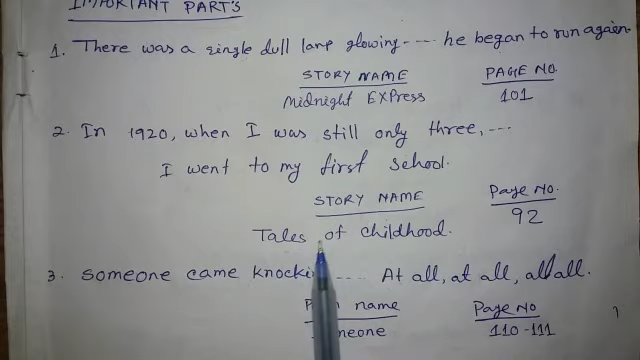 IMPORTANT PARTS
1. There was a single dull lamp glowing ---- he began to run again.
STORY NAME PAGE NO.
Midnight EXPress 101
2. In 1920, when I was still only three, ---
I went to my first school.
STORY NAME Page NO.
Tales of childhood. 92
3. Someone came knocki ---- At all, at all, all all.
name Page NO
110-111